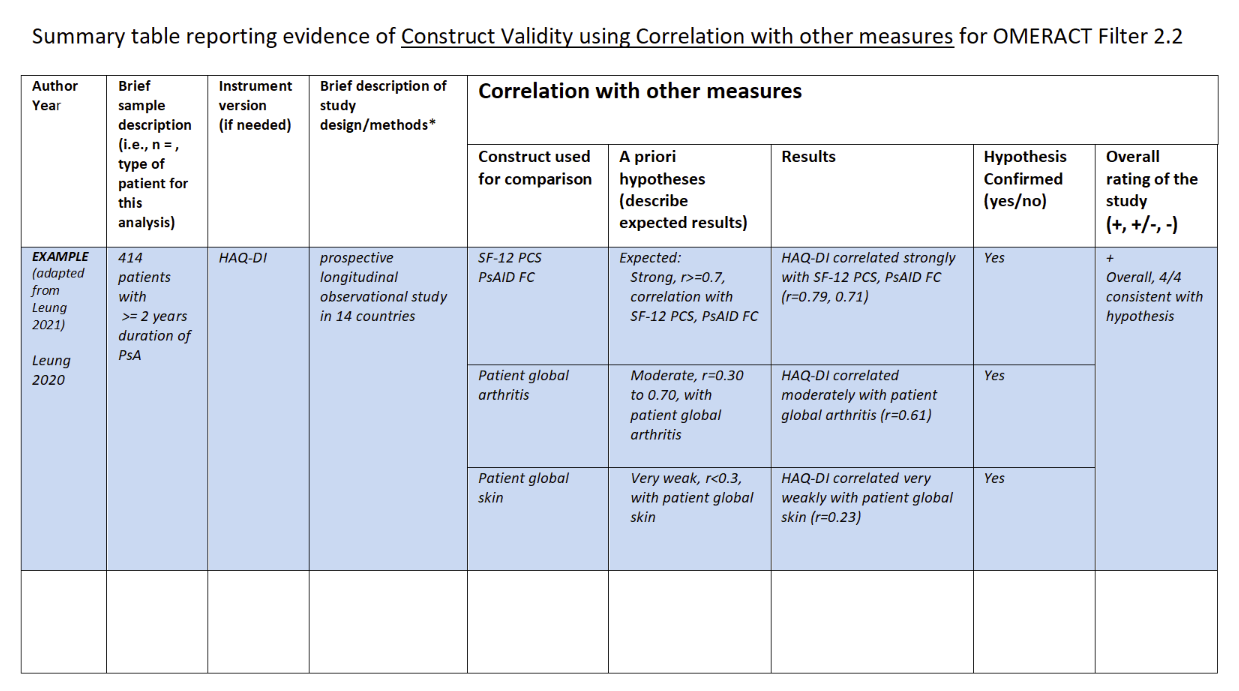 Summary table reporting evidence of Construct Validity using Correlation with other measures for OMERACT Filter 2.2
Author
Year
Brief
sample
description
(i.e., n = ,
type of
patient for
this
analysis)
Instrument
version
(if needed)
Brief description of
study
design/methods*
Correlation with other measures
Construct used
for comparison
A priori
hypotheses
(describe
expected results)
Results
Hypothesis
Confirmed
(yes/no)
Overall
rating of the
study
(+, +/-, -)
EXAMPLE
(adapted
from
Leung
2021)
Leung
2020
414
patients
with
>= 2 years
duration of
PsA
HAQ-DI
prospective
longitudinal
observational study
in 14 countries
SF-12 PCS
PsAID FC
Expected:
Strong, r>=0.7,
correlation with
SF-12 PCS, PsAID FC
HAQ-DI correlated strongly
with SF-12 PCS, PsAID FC
(r=0.79, 0.71)
Yes
+
Overall, 4/4
consistent with
hypothesis
Patient global
arthritis
Moderate, r=0.30
to 0.70, with
patient global
arthritis
HAQ-DI correlated
moderately with patient
global arthritis (r=0.61)
Yes
Patient global
skin
Very weak, r<0.3,
with patient global
skin
HAQ-DI correlated very
weakly with patient global
skin (r=0.23)
Yes